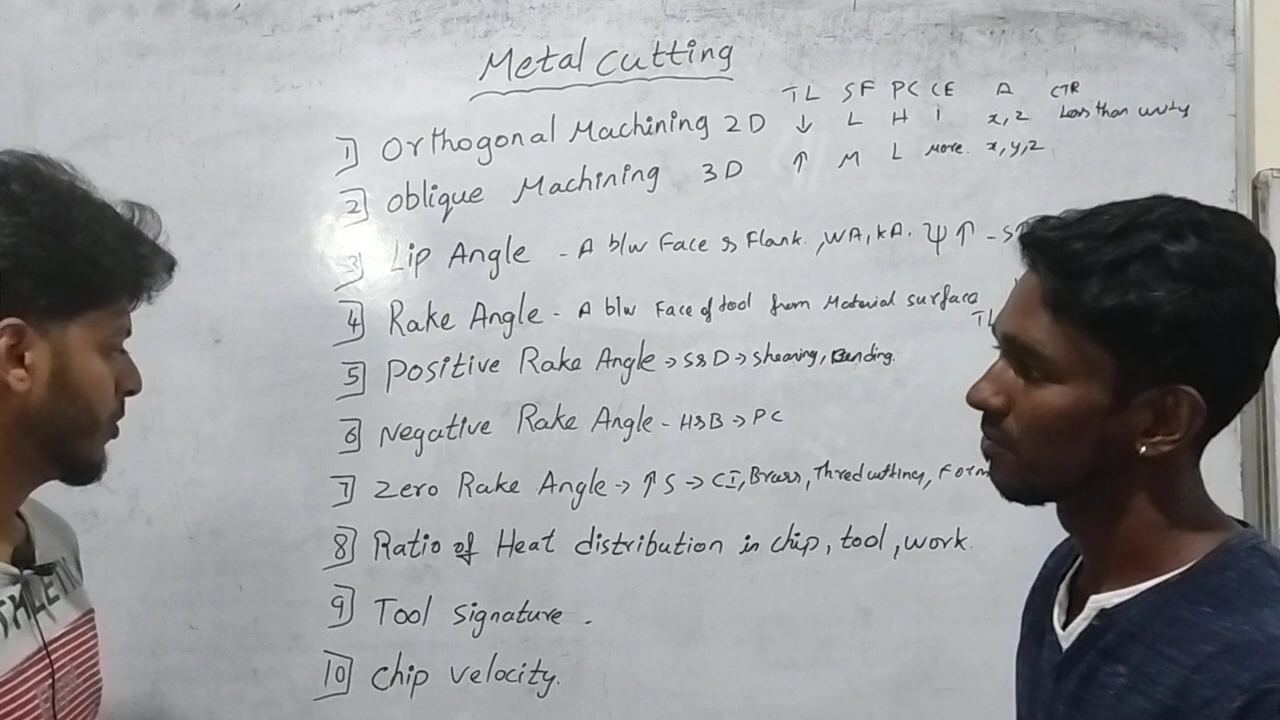 Metal Cutting
TL SF PC CE A CTR
1] Orthogonal Machining 2D ↓ L H 1 x,z Less than unity
2] Oblique Machining 3D ↑ M L More. x,y,z
3] Lip Angle - A b/w Face & Flank. ,WA, KA. ψ ↑ - S↑
4] Rake Angle - A b/w Face of tool from Material surface
TL
5] Positive Rake Angle → S&D → shearing, Bending.
6] Negative Rake Angle - H&B → PC
7] Zero Rake Angle → ↑ S → CI, Brass, Thred cutting, Form
8] Ratio of Heat distribution in chip, tool, work.
9] Tool signature.
10] Chip velocity.